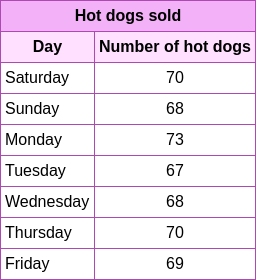 Hot dogs sold
Day Number of hot dogs
Saturday 70
Sunday 68
Monday 73
Tuesday 67
Wednesday 68
Thursday 70
Friday 69